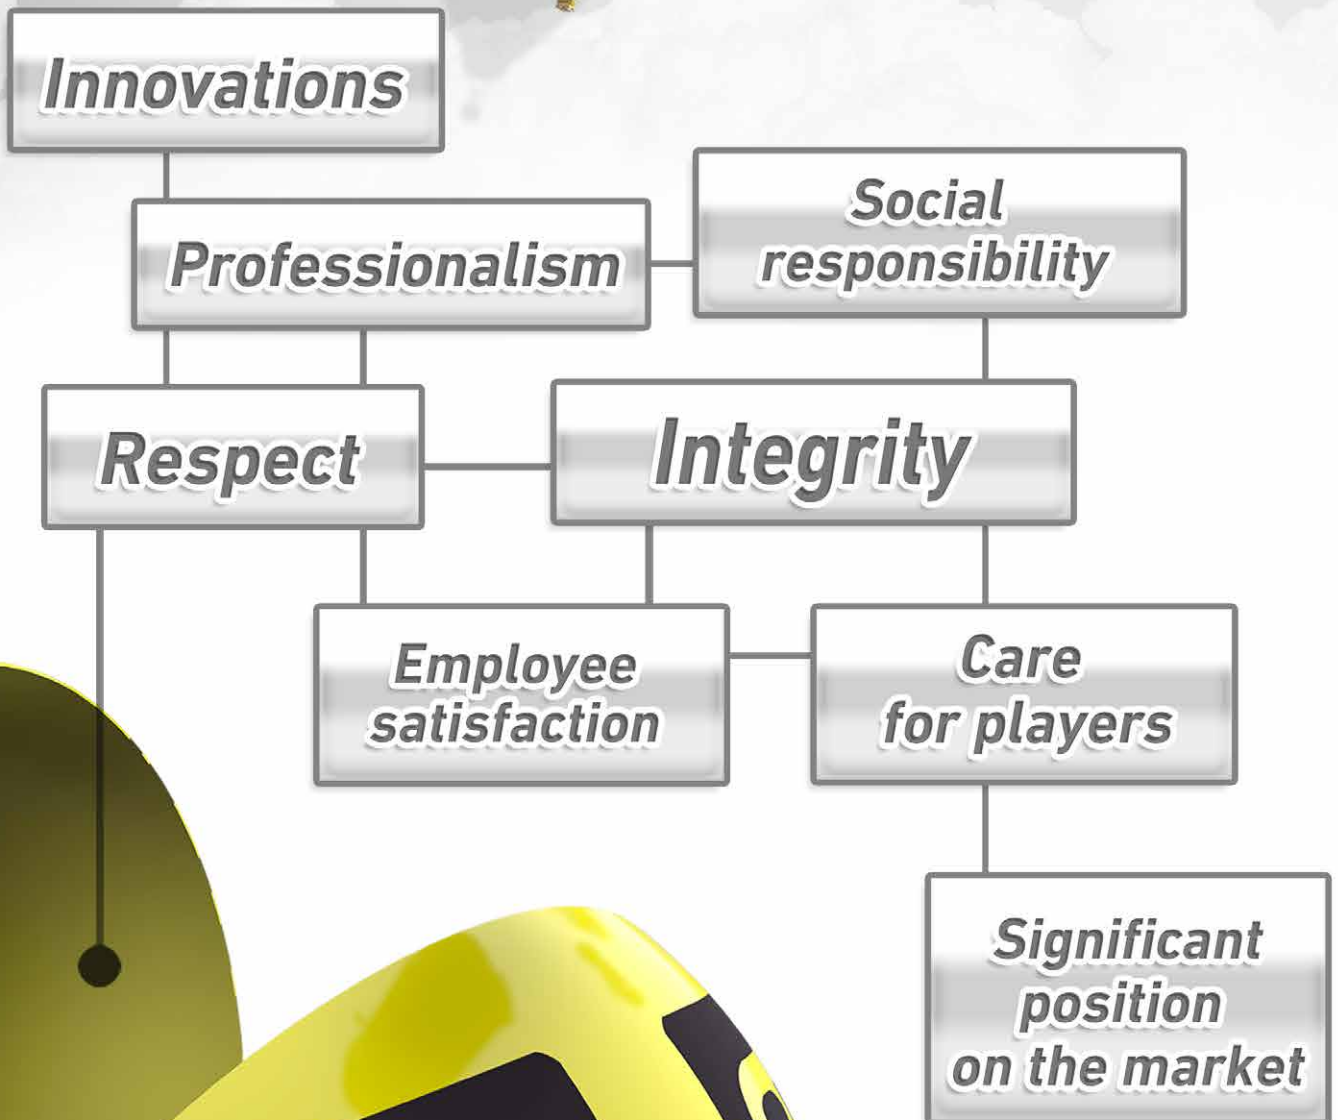 Innovations
Professionalism
Social
responsibility
Respect
Integrity
Employee
satisfaction
Care
for players
Significant
position
on the market